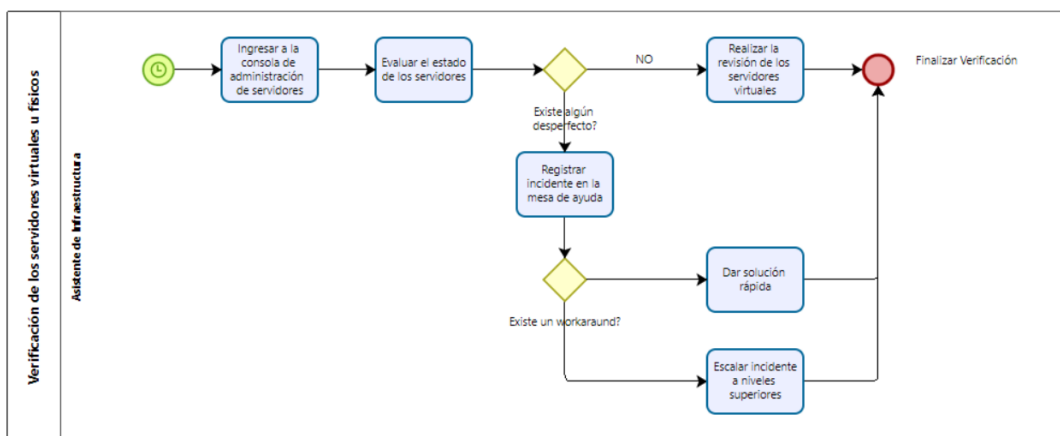 Verificación de los servidores virtuales u físicos
Asistente de Infraestructura
Ingresar a la
consola de
administración
de servidores
Evaluar el estado
de los servidores
NO
Realizar la
revisión de los
servidores
virtuales
Finalizar Verificación
Existe algún
desperfecto?
Registrar
incidente en la
mesa de ayuda
Dar solución
rápida
Existe un workaraund?
Escalar incidente
a niveles
superiores